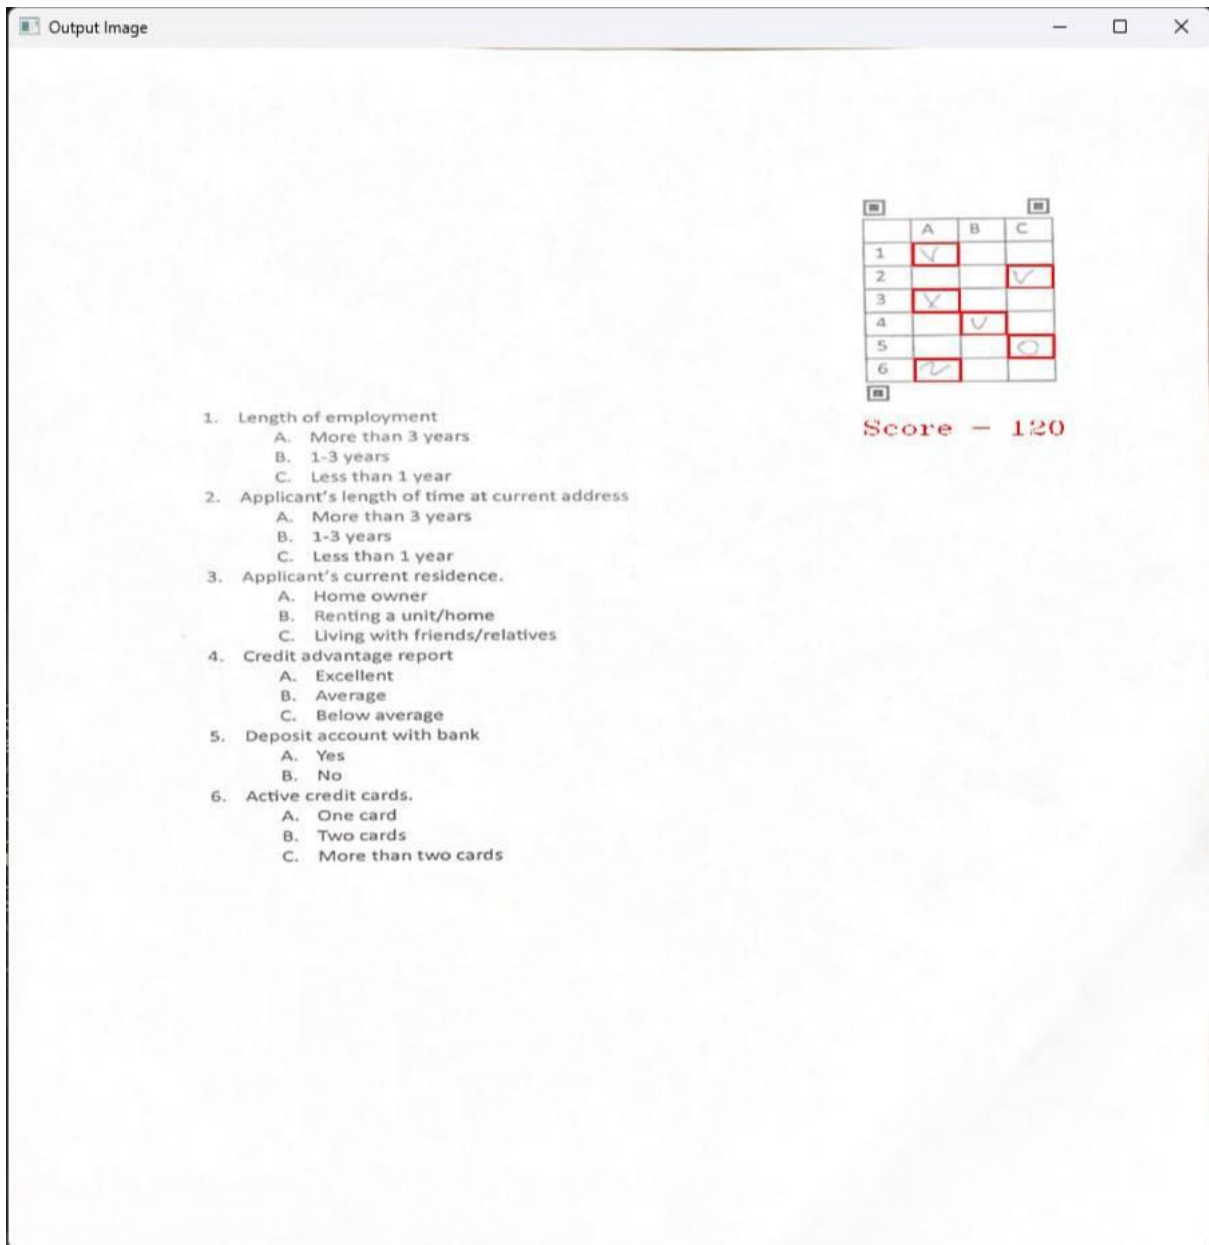 Output Image
A B C
1 V
2 V
3 X
4 V
5 O
6
Score - 120
1. Length of employment
A. More than 3 years
B. 1-3 years
C. Less than 1 year
2. Applicant's length of time at current address
A. More than 3 years
B. 1-3 years
C. Less than 1 year
3. Applicant's current residence.
A. Home owner
B. Renting a unit/home
C. Living with friends/relatives
4. Credit advantage report
A. Excellent
B. Average
C. Below average
5. Deposit account with bank
A. Yes
B. No
6. Active credit cards.
A. One card
B. Two cards
C. More than two cards